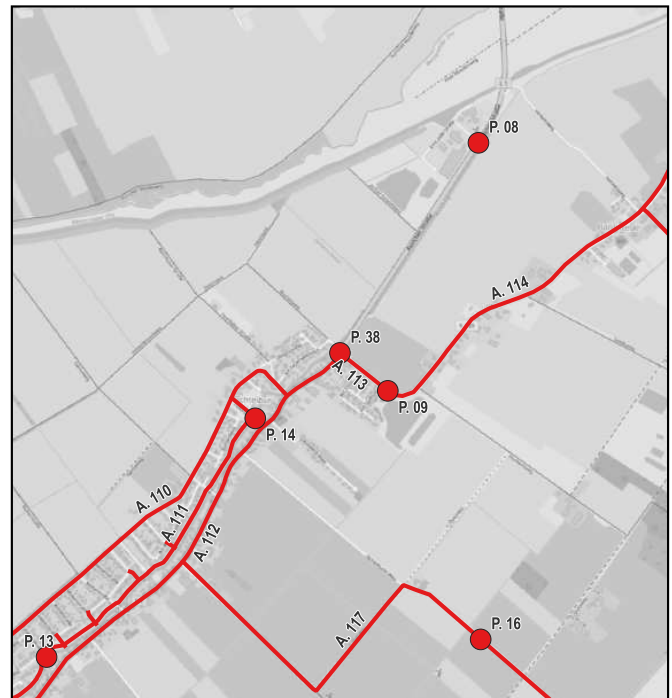 P. 08
A. 114
P. 38
A. 113
P. 09
P. 14
A. 110
A. 111
A. 112
P. 13
A. 117
P. 16